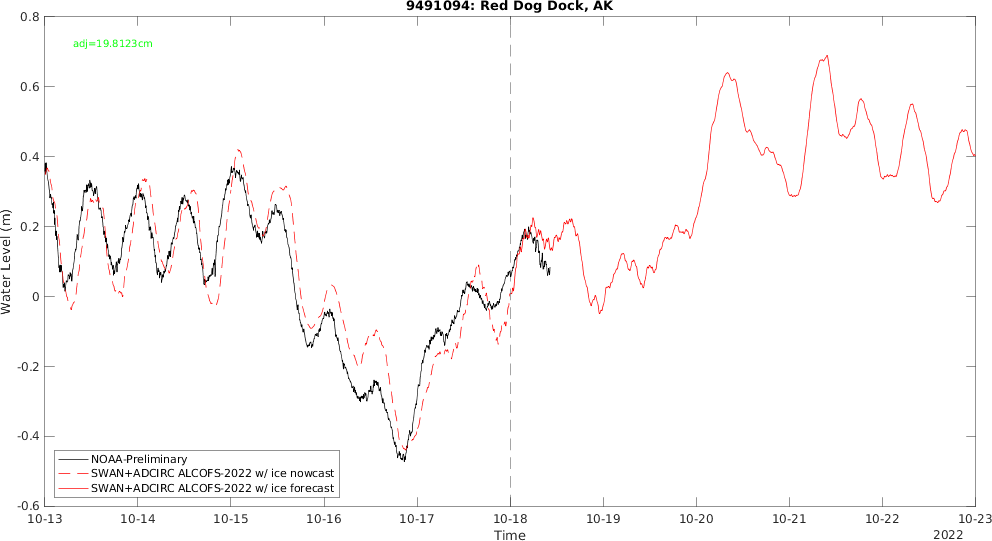 9491094: Red Dog Dock, AK
adj=19.8123cm
0.8
0.6
0.4
0.2
0
-0.2
-0.4
-0.6
Water Level (m)
NOAA-Preliminary
SWAN+ADCIRC ALCOFS-2022 w/ ice nowcast
SWAN+ADCIRC ALCOFS-2022 w/ ice forecast
10-13 10-14 10-15 10-16 10-17 10-18 10-19 10-20 10-21 10-22 10-23
Time
2022